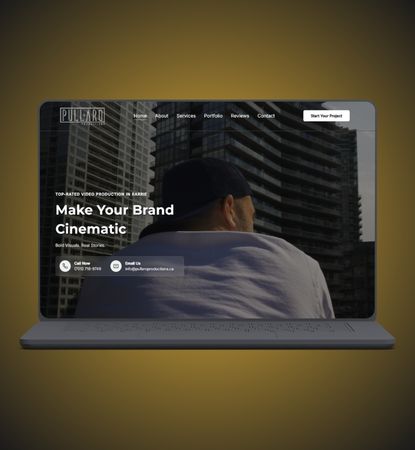 PULLARO
Home About Services Portfolio Reviews Contact
Start Your Project
TOP-RATED VIDEO PRODUCTION IN BARRIE
Make Your Brand
Cinematic
Bold Visuals. Real Stories.
Call Now
Email Us
info@pullaroproductions.ca